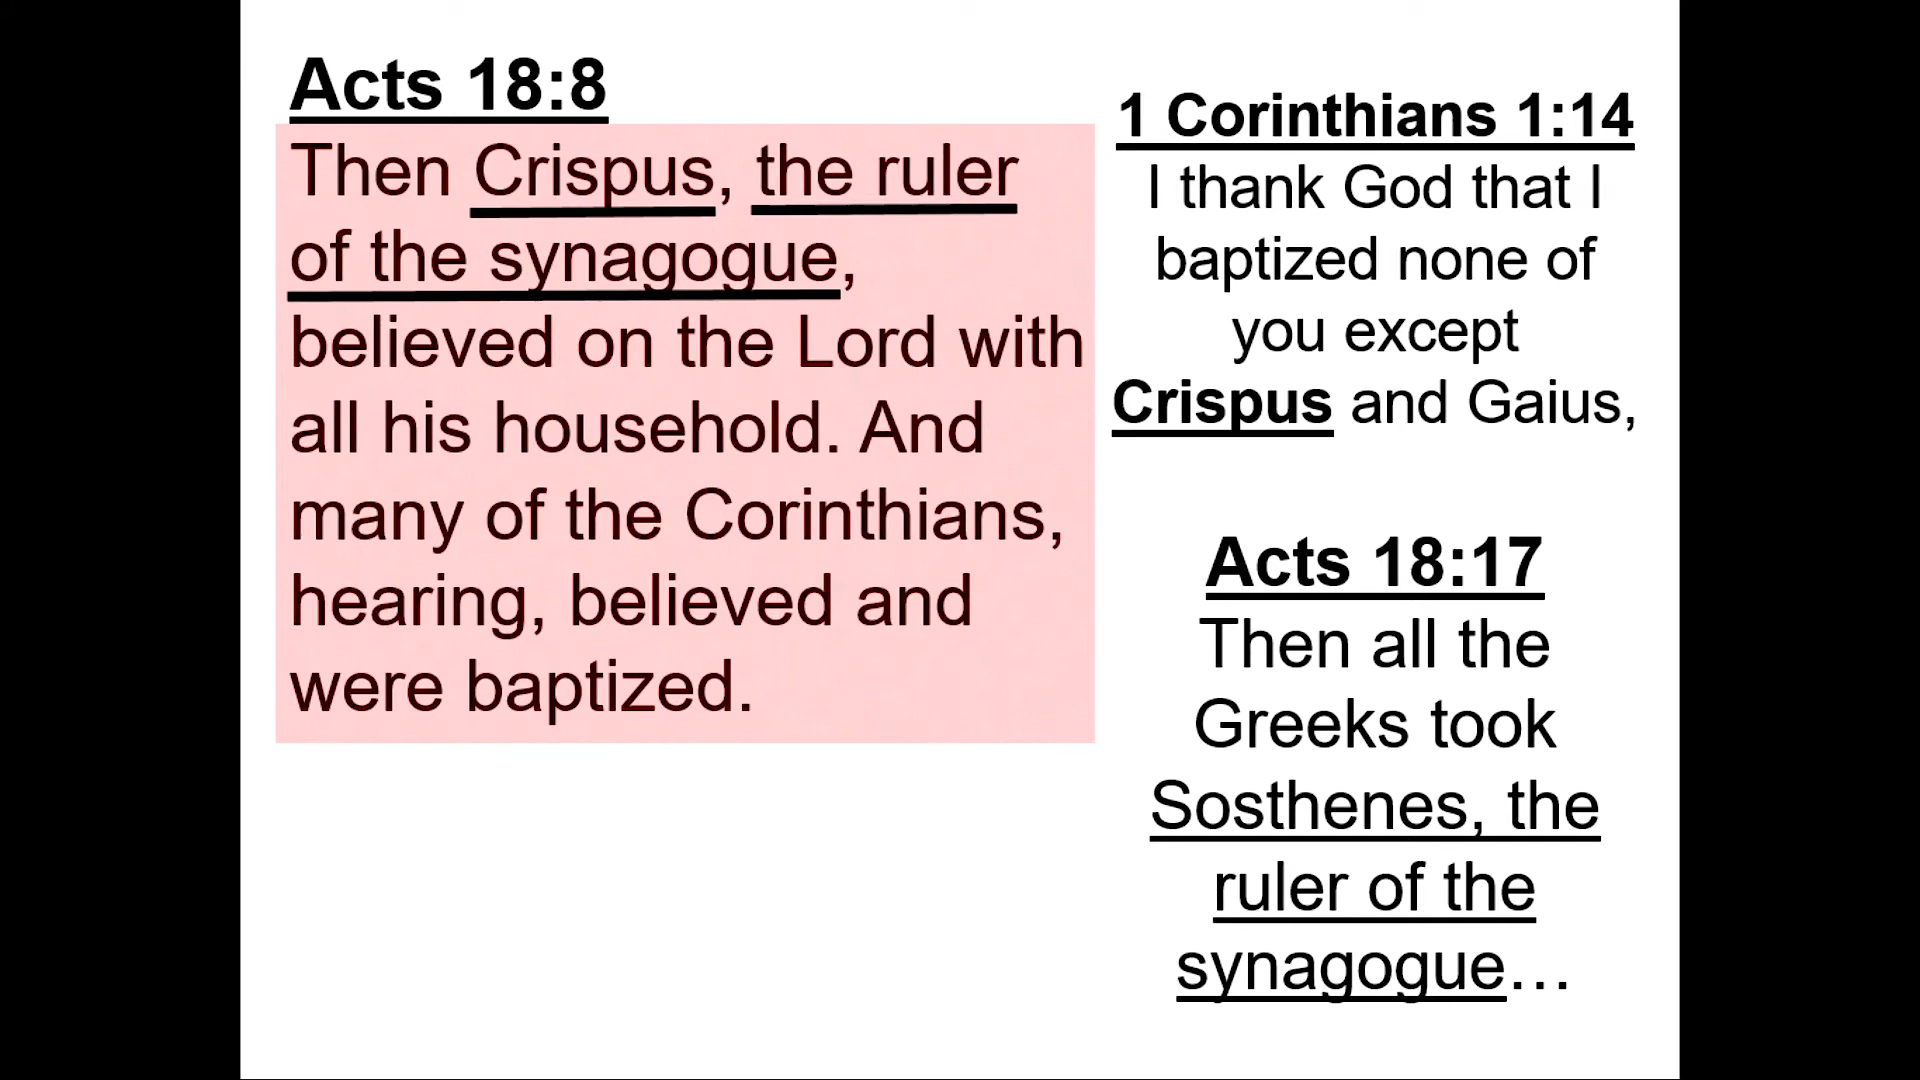 Acts 18:8
Then Crispus, the ruler
of the synagogue,
believed on the Lord with
all his household. And
many of the Corinthians,
hearing, believed and
were baptized.
1 Corinthians 1:14
I thank God that I
baptized none of
you except
Crispus and Gaius,
Acts 18:17
Then all the
Greeks took
Sosthenes, the
ruler of the
synagogue…